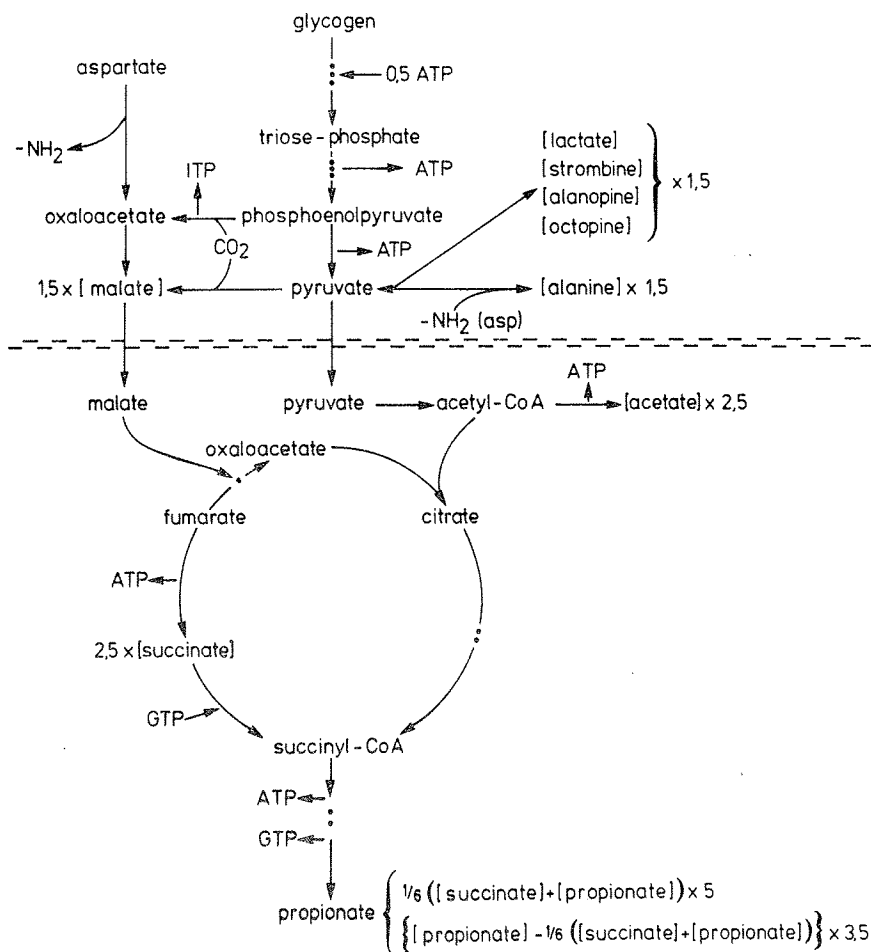 glycogen
aspartate
0,5 ATP
triose-phosphate
-NH2
ITP
ATP
[lactate]
[strombine]
[alanopine]
[octopine]
} x 1,5
oxaloacetate
phosphoenolpyruvate
CO2
ATP
1,5 x [malate]
pyruvate
[alanine] x 1,5
-NH2 (asp)
malate
pyruvate
acetyl-CoA
ATP
[acetate] x 2,5
oxaloacetate
fumarate
citrate
ATP
2,5 x [succinate]
GTP
succinyl-CoA
ATP
GTP
propionate
1/6 ([succinate]+[propionate]) x 5
{[propionate] -1/6 ([succinate]+[propionate])} x 3,5